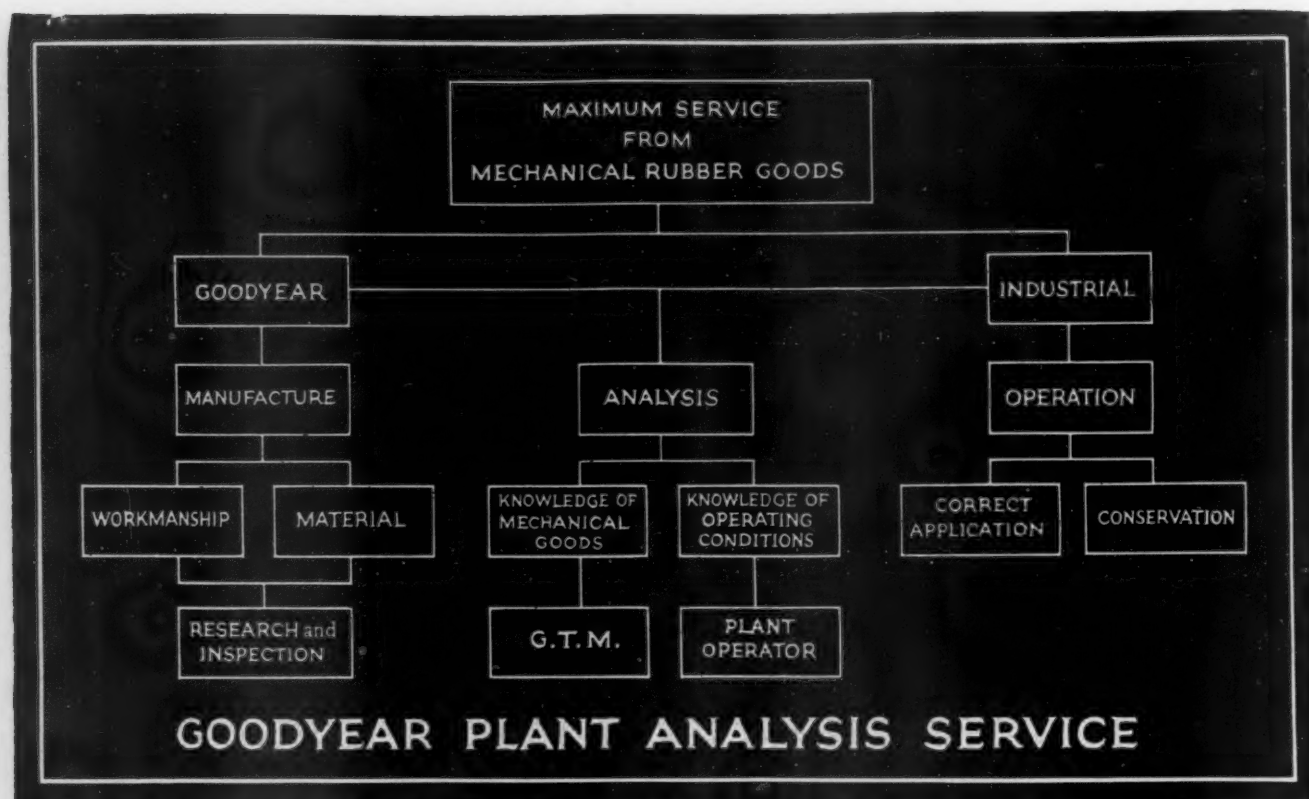 MAXIMUM SERVICE
FROM
MECHANICAL RUBBER GOODS
GOODYEAR
INDUSTRIAL
MANUFACTURE
ANALYSIS
OPERATION
WORKMANSHIP
MATERIAL
KNOWLEDGE OF
MECHANICAL
GOODS
KNOWLEDGE OF
OPERATING
CONDITIONS
CORRECT
APPLICATION
CONSERVATION
RESEARCH and
INSPECTION
G.T.M.
PLANT
OPERATOR
GOODYEAR PLANT ANALYSIS SERVICE